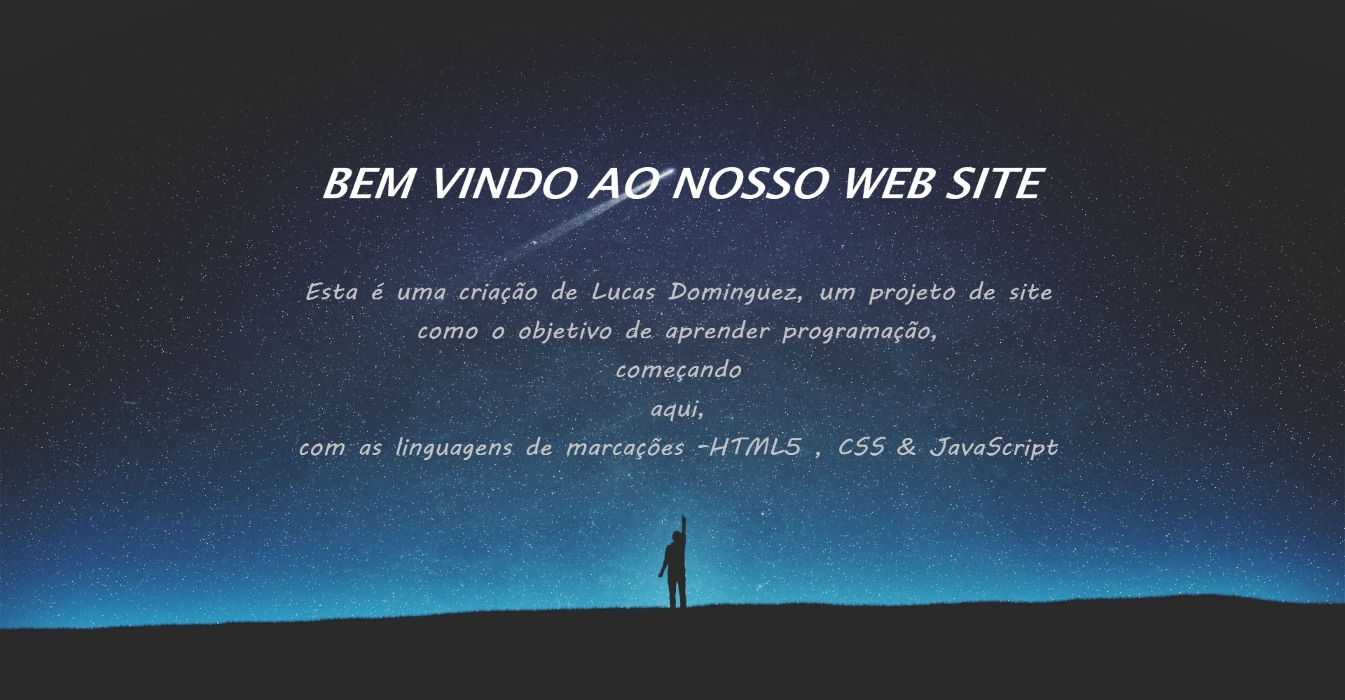 BEM VINDO AO NOSSO WEB SITE
Esta é uma criação de Lucas Dominguez, um projeto de site
como o objetivo de aprender programação,
começando
aqui,
com as linguagens de marcações -HTML5 , CSS & JavaScript